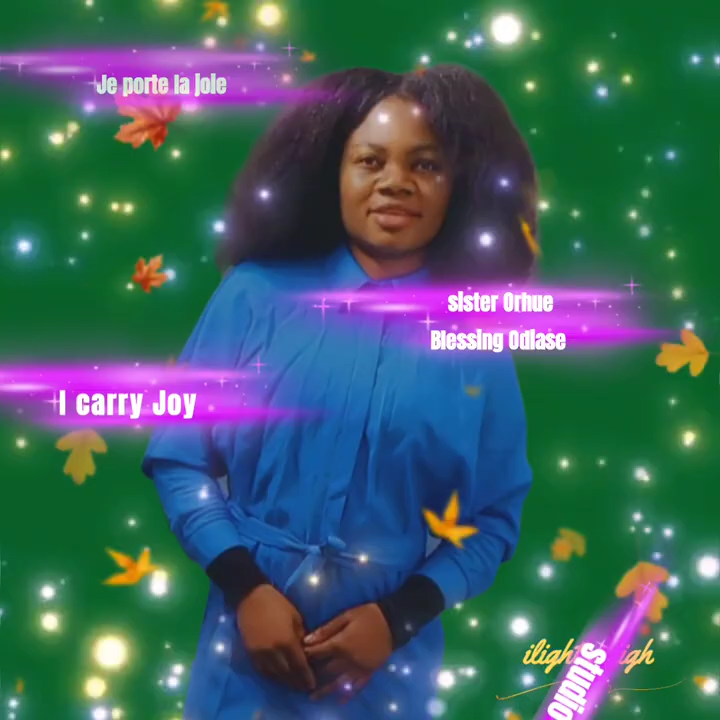 Je porte la joie
sister Orhue
Blessing Odiase
I carry Joy
Studio